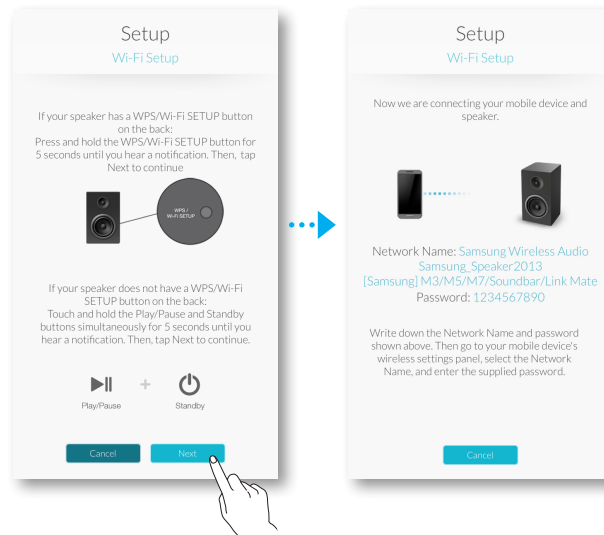 Setup
Wi-Fi Setup
If your speaker has a WPS/Wi-Fi SETUP button
on the back:
Press and hold the WPS/Wi-Fi SETUP button for
5 seconds until you hear a notification. Then, tap
Next to continue
WPS /
Wi-Fi SETUP
If your speaker does not have a WPS/Wi-Fi
SETUP button on the back:
Touch and hold the Play/Pause and Standby
buttons simultaneously for 5 seconds until you
hear a notification. Then, tap Next to continue.
+
Play/Pause
Standby
Cancel
Next
Setup
Wi-Fi Setup
Now we are connecting your mobile device and
speaker.
Network Name: Samsung Wireless Audio
Samsung_Speaker2013
[Samsung] M3/M5/M7/Soundbar/Link Mate
Password: 1234567890
Write down the Network Name and password
shown above. Then go to your mobile device's
wireless settings panel, select the Network
Name, and enter the supplied password.
Cancel